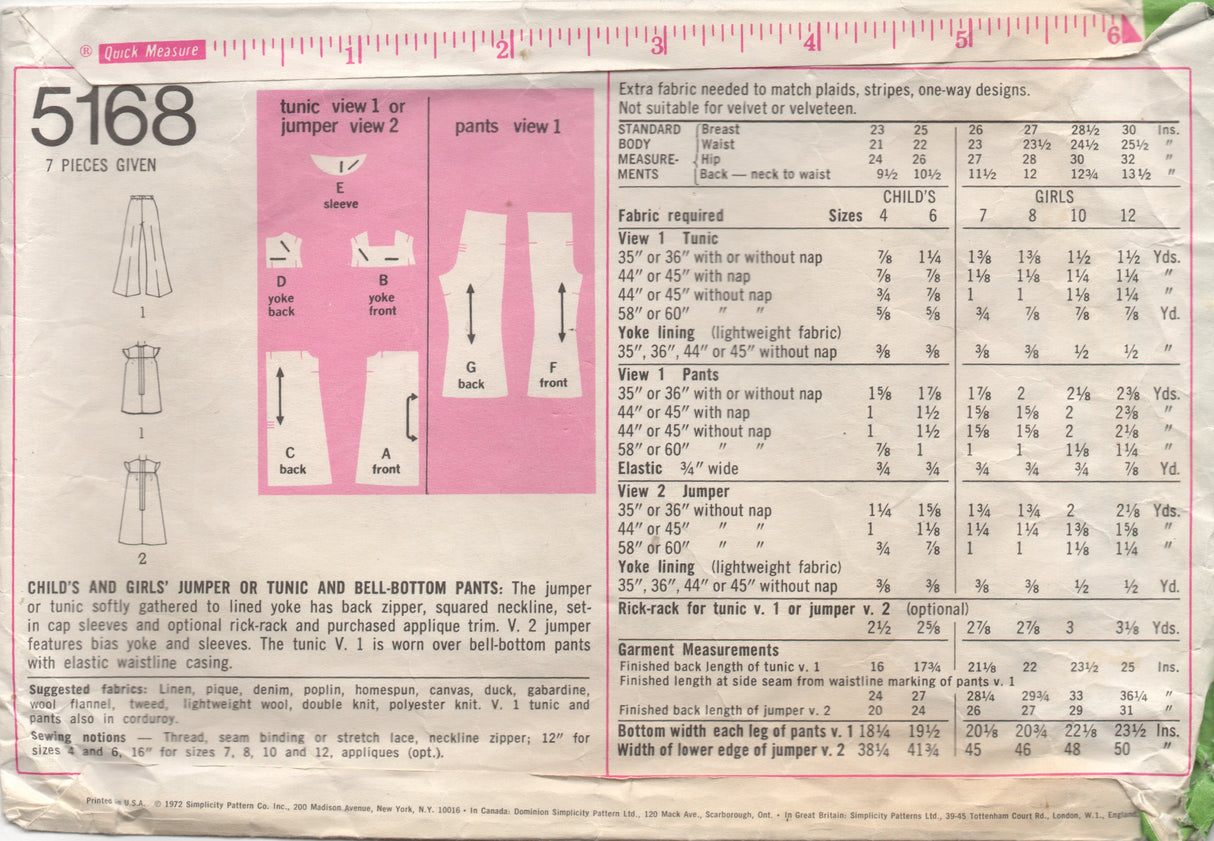 ® Quick Measure 1 2 3 4 5 6
5168
7 PIECES GIVEN
1
1
2
tunic view 1 or
jumper view 2
pants view 1
E
sleeve
D
yoke
back
B
yoke
front
C
back
A
front
G
back
F
front
CHILD'S AND GIRLS' JUMPER OR TUNIC AND BELL-BOTTOM PANTS: The jumper
or tunic softly gathered to lined yoke has back zipper, squared neckline, set-
in cap sleeves and optional rick-rack and purchased applique trim. V. 2 jumper
features bias yoke and sleeves. The tunic V. 1 is worn over bell-bottom pants
with elastic waistline casing.
Suggested fabrics: Linen, pique, denim, poplin, homespun, canvas, duck, gabardine,
wool flannel, tweed, lightweight wool, double knit, polyester knit. V. 1 tunic and
pants also in corduroy.
Sewing notions — Thread, seam binding or stretch lace, neckline zipper; 12" for
sizes 4 and 6, 16" for sizes 7, 8, 10 and 12, appliques (opt.).
Extra fabric needed to match plaids, stripes, one-way designs.
Not suitable for velvet or velveteen.
STANDARD Breast 23 25 26 27 28½ 30 Ins.
BODY Waist 21 22 23 23½ 24½ 25½ "
MEASURE- Hip 24 26 27 28 30 32 "
MENTS Back — neck to waist 9½ 10½ 11½ 12 12¾ 13½ "
CHILD'S GIRLS
Fabric required Sizes 4 6 7 8 10 12
View 1 Tunic
35" or 36" with or without nap ⅞ 1¼ 1⅜ 1⅜ 1½ 1½ Yds.
44" or 45" with nap ⅞ ⅞ 1⅛ 1⅛ 1¼ 1¼ "
44" or 45" without nap ¾ ⅞ 1 1 1⅛ 1¼ "
58" or 60" " " ⅝ ⅝ ¾ ⅞ ⅞ ⅞ Yd.
Yoke lining (lightweight fabric)
35", 36", 44" or 45" without nap ⅜ ⅜ ⅜ ⅜ ½ ½ "
View 1 Pants
35" or 36" with or without nap 1⅝ 1⅞ 1⅞ 2 2⅛ 2⅜ Yds.
44" or 45" with nap 1 1½ 1⅝ 1⅝ 2 2⅜ "
44" or 45" without nap 1 1½ 1⅝ 1⅝ 2 2⅛ "
58" or 60" " " ⅞ 1 1 1 1⅛ 1¼ "
Elastic ¾" wide ¾ ¾ ¾ ¾ ¾ ⅞ Yd.
View 2 Jumper
35" or 36" without nap 1¼ 1⅝ 1¾ 1¾ 2 2⅛ Yds.
44" or 45" " " 1 1⅛ 1¼ 1¼ 1⅜ 1⅝ "
58" or 60" " " ¾ ⅞ 1 1 1⅛ 1¼ "
Yoke lining (lightweight fabric)
35", 36", 44" or 45" without nap ⅜ ⅜ ⅜ ⅜ ½ ½ Yd.
Rick-rack for tunic v. 1 or jumper v. 2 (optional)
2½ 2⅝ 2⅞ 2⅞ 3 3⅛ Yds.
Garment Measurements
Finished back length of tunic v. 1 16 17¾ 21⅛ 22 23½ 25 Ins.
Finished length at side seam from waistline marking of pants v. 1
24 27 28¼ 29¾ 33 36¼ "
Finished back length of jumper v. 2 20 24 26 27 29 31 "
Bottom width each leg of pants v. 1 18¼ 19½ 20⅛ 20¾ 22⅛ 23½ Ins.
Width of lower edge of jumper v. 2 38¼ 41¾ 45 46 48 50 "
Printed in U.S.A. © 1972 Simplicity Pattern Co. Inc., 200 Madison Avenue, New York, N.Y. 10016 • In Canada: Dominion Simplicity Pattern Ltd., 120 Mack Ave., Scarborough, Ont. • In Great Britain: Simplicity Patterns Ltd., 39-45 Tottenham Court Rd., London, W.1., England